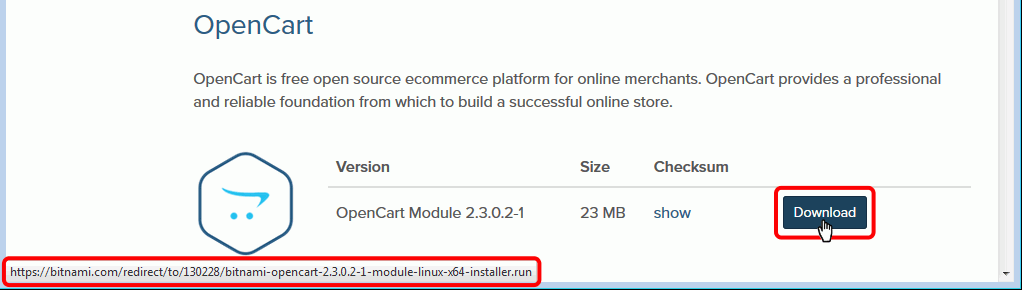 OpenCart
OpenCart is free open source ecommerce platform for online merchants. OpenCart provides a professional
and reliable foundation from which to build a successful online store.
Version Size Checksum
OpenCart Module 2.3.0.2-1 23 MB show Download
https://bitnami.com/redirect/to/130228/bitnami-opencart-2.3.0.2-1-module-linux-x64-installer.run